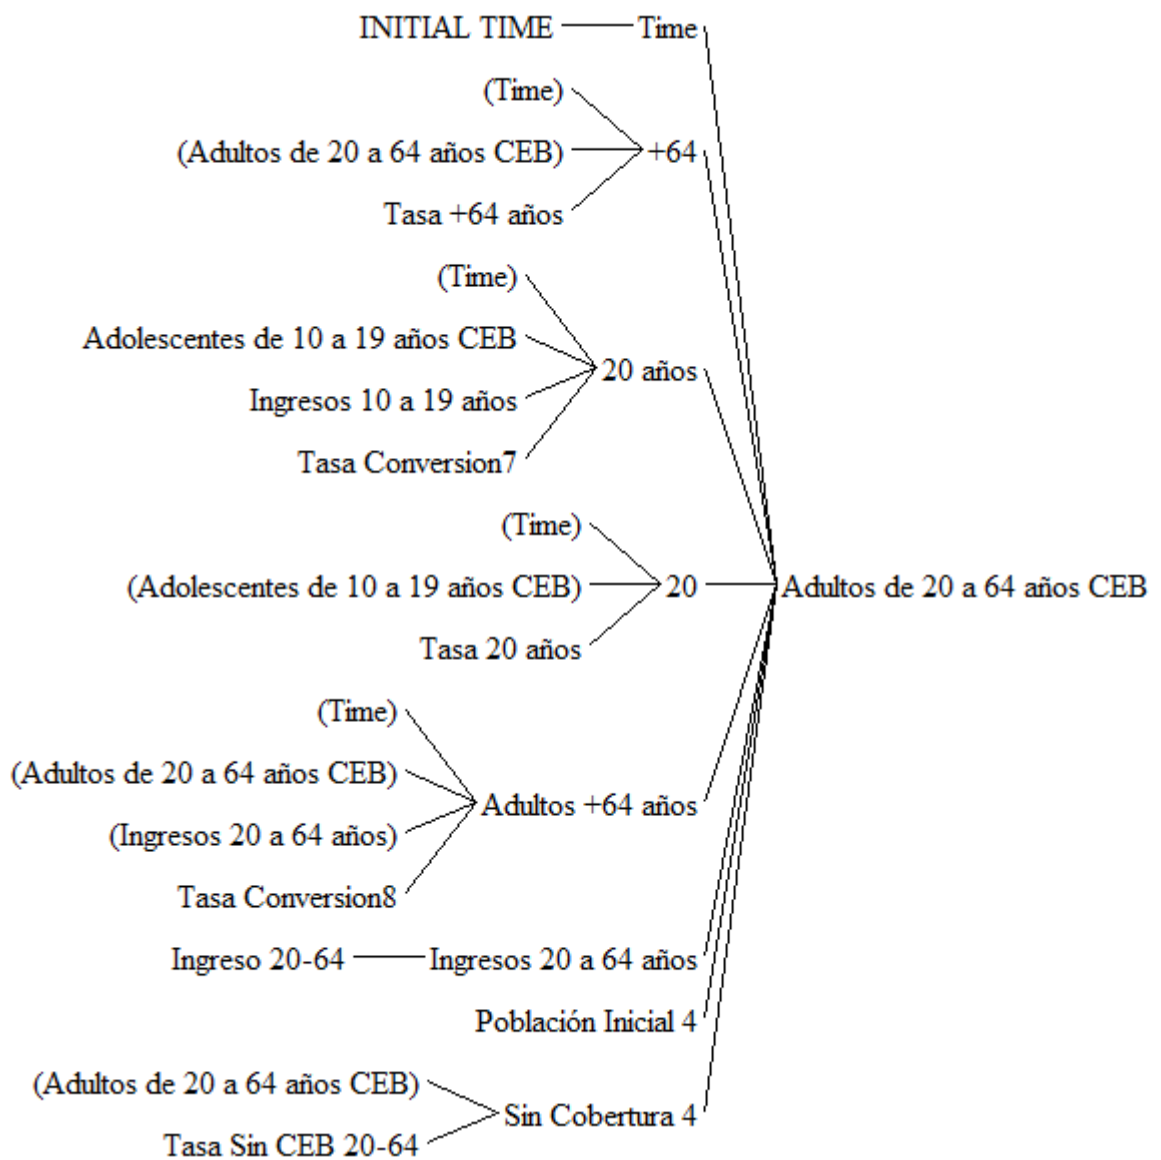 INITIAL TIME Time
(Time)
(Adultos de 20 a 64 años CEB) +64
Tasa +64 años
(Time)
Adolescentes de 10 a 19 años CEB
20 años
Ingresos 10 a 19 años
Tasa Conversion7
(Time)
(Adolescentes de 10 a 19 años CEB) 20 Adultos de 20 a 64 años CEB
Tasa 20 años
(Time)
(Adultos de 20 a 64 años CEB)
Adultos +64 años
(Ingresos 20 a 64 años)
Tasa Conversion8
Ingreso 20-64 Ingresos 20 a 64 años
Población Inicial 4
(Adultos de 20 a 64 años CEB)
Sin Cobertura 4
Tasa Sin CEB 20-64